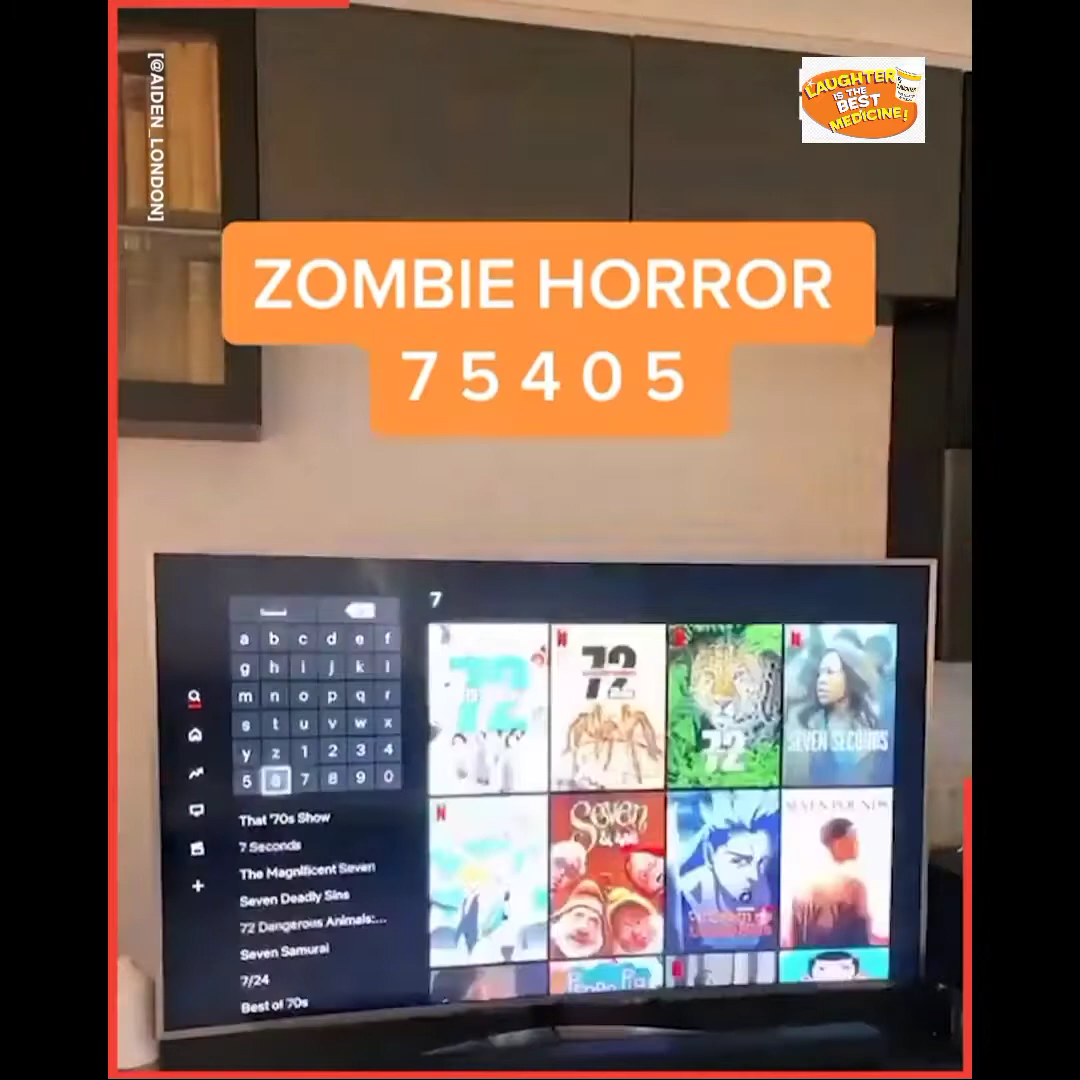 [@AIDEN_LONDON]
LAUGHTER
IS THE
BEST
MEDICINE!
ZOMBIE HORROR
7 5 4 0 5
7
a b c d e f
g h i j k l
m n o p q r
s t u v w x
y z 1 2 3 4
5 6 7 8 9 0
That '70s Show
7 Seconds
The Magnificent Seven
Seven Deadly Sins
72 Dangerous Animals:...
Seven Samurai
7/24
Best of 70s
72
72
72
SEVEN SECONDS
Seven
SEVEN POUNDS